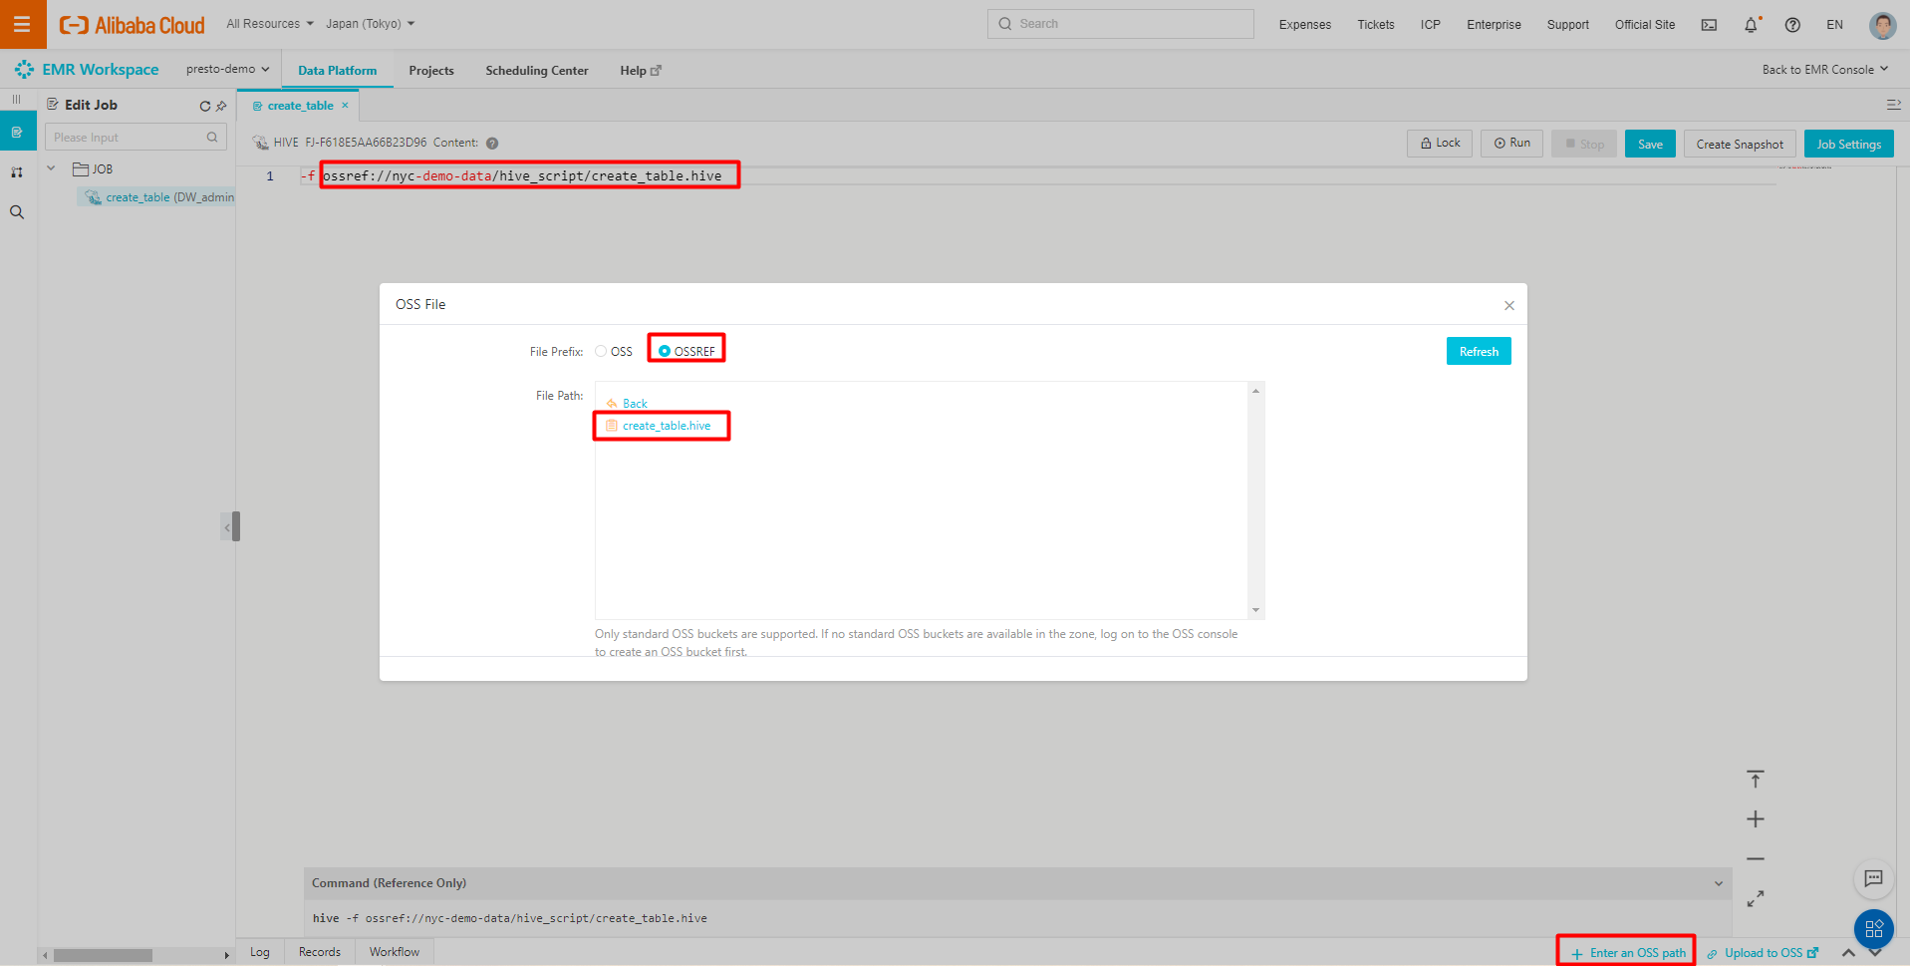 Alibaba Cloud All Resources Japan (Tokyo) Search Expenses Tickets ICP Enterprise Support Official Site EN
EMR Workspace presto-demo Data Platform Projects Scheduling Center Help Back to EMR Console
Edit Job
create_table ×
Please Input
HIVE FJ-F618E5AA66B23D96 Content:
Lock Run Stop Save Create Snapshot Job Settings
JOB
1 -f ossref://nyc-demo-data/hive_script/create_table.hive
create_table (DW_admin
OSS File
File Prefix: OSS OSSREF Refresh
File Path: Back
create_table.hive
Only standard OSS buckets are supported. If no standard OSS buckets are available in the zone, log on to the OSS console
to create an OSS bucket first.
Command (Reference Only)
hive -f ossref://nyc-demo-data/hive_script/create_table.hive
Log Records Workflow + Enter an OSS path Upload to OSS